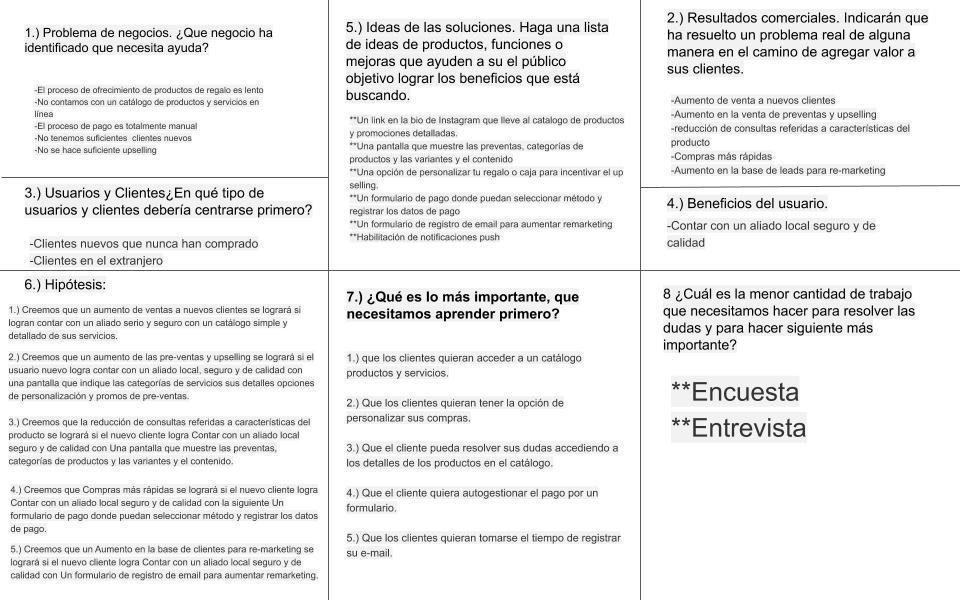 1.) Problema de negocios. ¿Que negocio ha
identificado que necesita ayuda?
-El proceso de ofrecimiento de productos de regalo es lento
-No contamos con un catálogo de productos y servicios en
línea
-El proceso de pago es totalmente manual
-No tenemos suficientes clientes nuevos
-No se hace suficiente upselling
5.) Ideas de las soluciones. Haga una lista
de ideas de productos, funciones o
mejoras que ayuden a su el público
objetivo lograr los beneficios que está
buscando.
**Un link en la bio de Instagram que lleve al catalogo de productos
y promociones detalladas.
**Una pantalla que muestre las preventas, categorías de
productos y las variantes y el contenido
**Una opción de personalizar tu regalo o caja para incentivar el up
selling.
**Un formulario de pago donde puedan seleccionar método y
registrar los datos de pago
**Un formulario de registro de email para aumentar remarketing
**Habilitación de notificaciones push
2.) Resultados comerciales. Indicarán que
ha resuelto un problema real de alguna
manera en el camino de agregar valor a
sus clientes.
-Aumento de venta a nuevos clientes
-Aumento en la venta de preventas y upselling
-reducción de consultas referidas a características del
producto
-Compras más rápidas
-Aumento en la base de leads para re-marketing
3.) Usuarios y Clientes¿En qué tipo de
usuarios y clientes debería centrarse primero?
-Clientes nuevos que nunca han comprado
-Clientes en el extranjero
4.) Beneficios del usuario.
-Contar con un aliado local seguro y de
calidad
6.) Hipótesis:
1.) Creemos que un aumento de ventas a nuevos clientes se logrará si
logran contar con un aliado serio y seguro con un catálogo simple y
detallado de sus servicios.
2.) Creemos que un aumento de las pre-ventas y upselling se logrará si el
usuario nuevo logra contar con un aliado local, seguro y de calidad con
una pantalla que indique las categorías de servicios sus detalles opciones
de personalización y promos de pre-ventas.
3.) Creemos que la reducción de consultas referidas a características del
producto se logrará si el nuevo cliente logra Contar con un aliado local
seguro y de calidad con Una pantalla que muestre las preventas,
categorías de productos y las variantes y el contenido.
4.) Creemos que Compras más rápidas se logrará si el nuevo cliente logra
Contar con un aliado local seguro y de calidad con la siguiente Un
formulario de pago donde puedan seleccionar método y registrar los datos
de pago.
5.) Creemos que un Aumento en la base de clientes para re-marketing se
logrará si el nuevo cliente logra Contar con un aliado local seguro y de
calidad con Un formulario de registro de email para aumentar remarketing.
7.) ¿Qué es lo más importante, que
necesitamos aprender primero?
1.) que los clientes quieran acceder a un catálogo
productos y servicios.
2.) Que los clientes quieran tener la opción de
personalizar sus compras.
3.) Que el cliente pueda resolver sus dudas accediendo a
los detalles de los productos en el catálogo.
4.) Que el cliente quiera autogestionar el pago por un
formulario.
5.) Que los clientes quieran tomarse el tiempo de registrar
su e-mail.
8 ¿Cuál es la menor cantidad de trabajo
que necesitamos hacer para resolver las
dudas y para hacer siguiente más
importante?
**Encuesta
**Entrevista